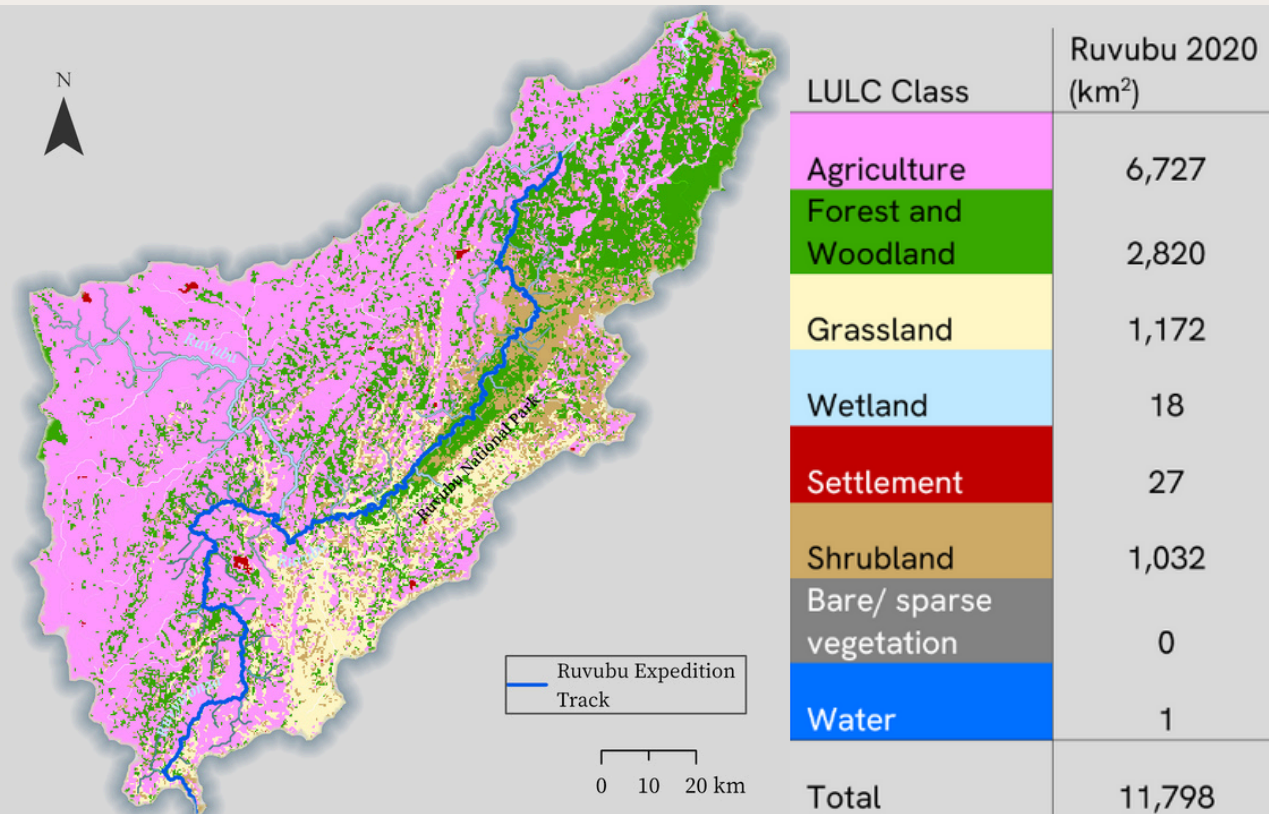 N
Ruvubu
Ruvubu National Park
Ruvubu Expedition
Track
0 10 20 km
LULC Class
Ruvubu 2020
(km²)
Agriculture 6,727
Forest and
Woodland 2,820
Grassland 1,172
Wetland 18
Settlement 27
Shrubland 1,032
Bare/ sparse
vegetation 0
Water 1
Total 11,798